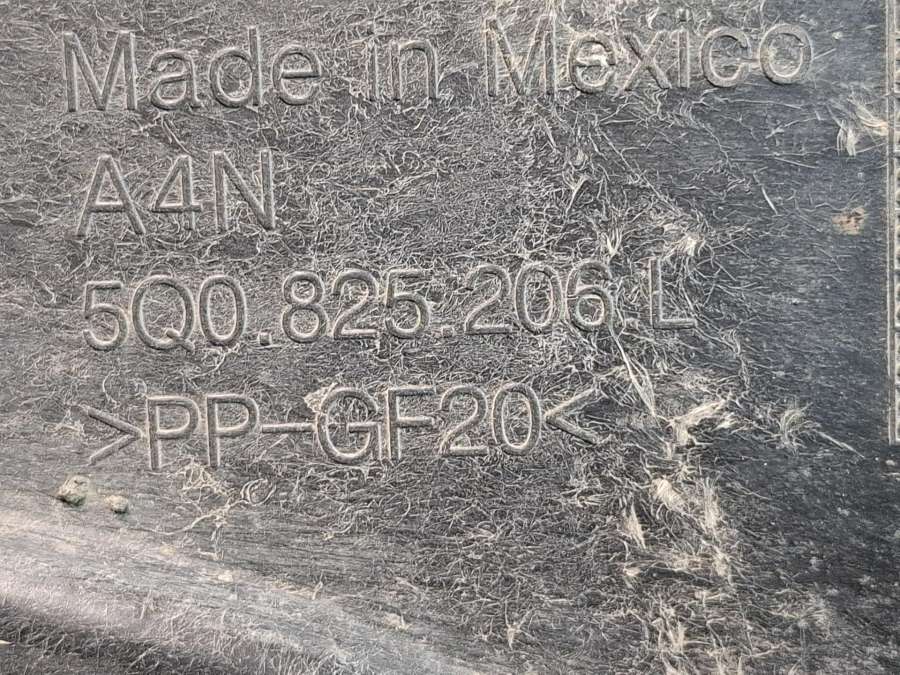 Made in Mexico
A4N
5Q0.825.206 L
>PP-GF20<